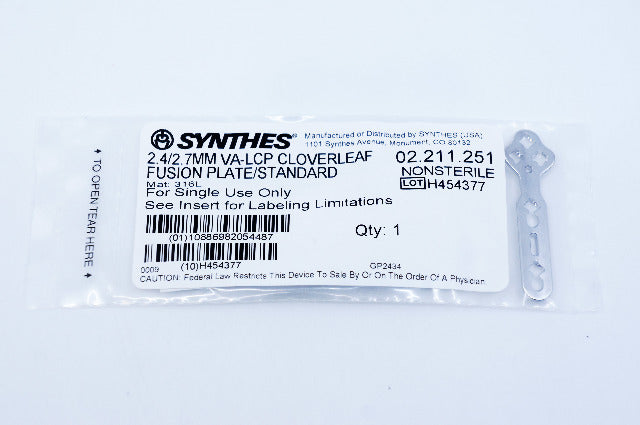 SYNTHES®
Manufactured or Distributed by SYNTHES (USA)
1101 Synthes Avenue, Monument, CO 80132
2.4/2.7MM VA-LCP CLOVERLEAF
FUSION PLATE/STANDARD
02.211.251
NONSTERILE
LOT H454377
Mat: 316L
For Single Use Only
See Insert for Labeling Limitations
(01)10886982054487
Qty: 1
(10)H454377
0009
GP2434
CAUTION: Federal Law Restricts This Device To Sale By Or On The Order Of A Physician
TO OPEN TEAR HERE